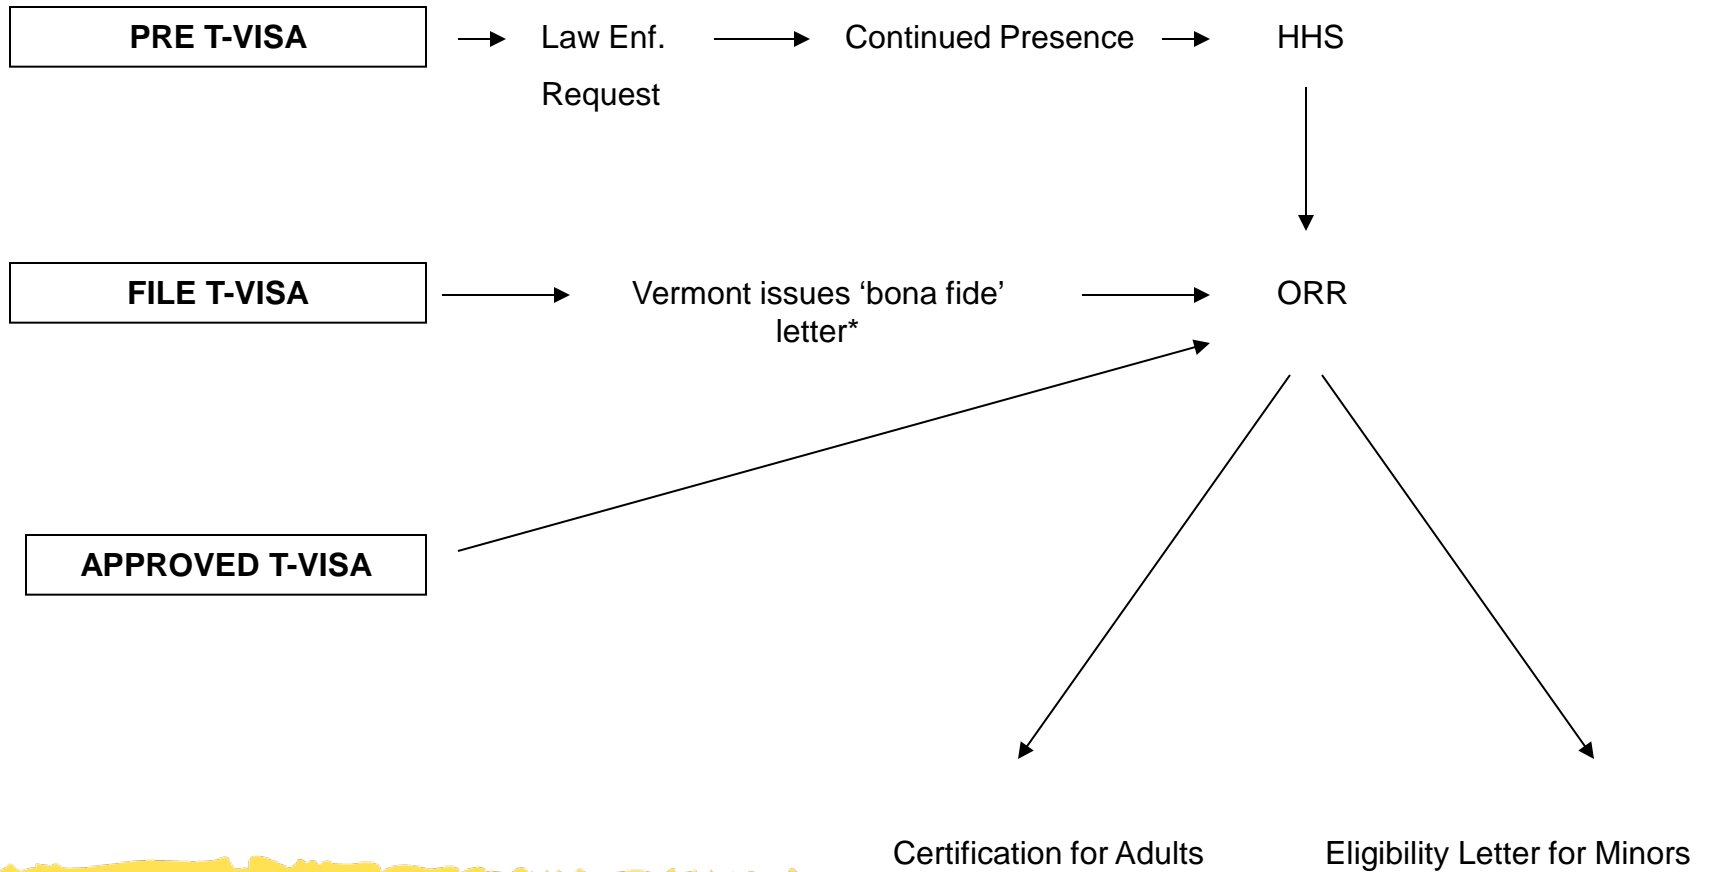 PRE T-VISA
Law Enf.
Request
Continued Presence
HHS
FILE T-VISA
Vermont issues ‘bona fide’
letter*
ORR
APPROVED T-VISA
Certification for Adults
Eligibility Letter for Minors